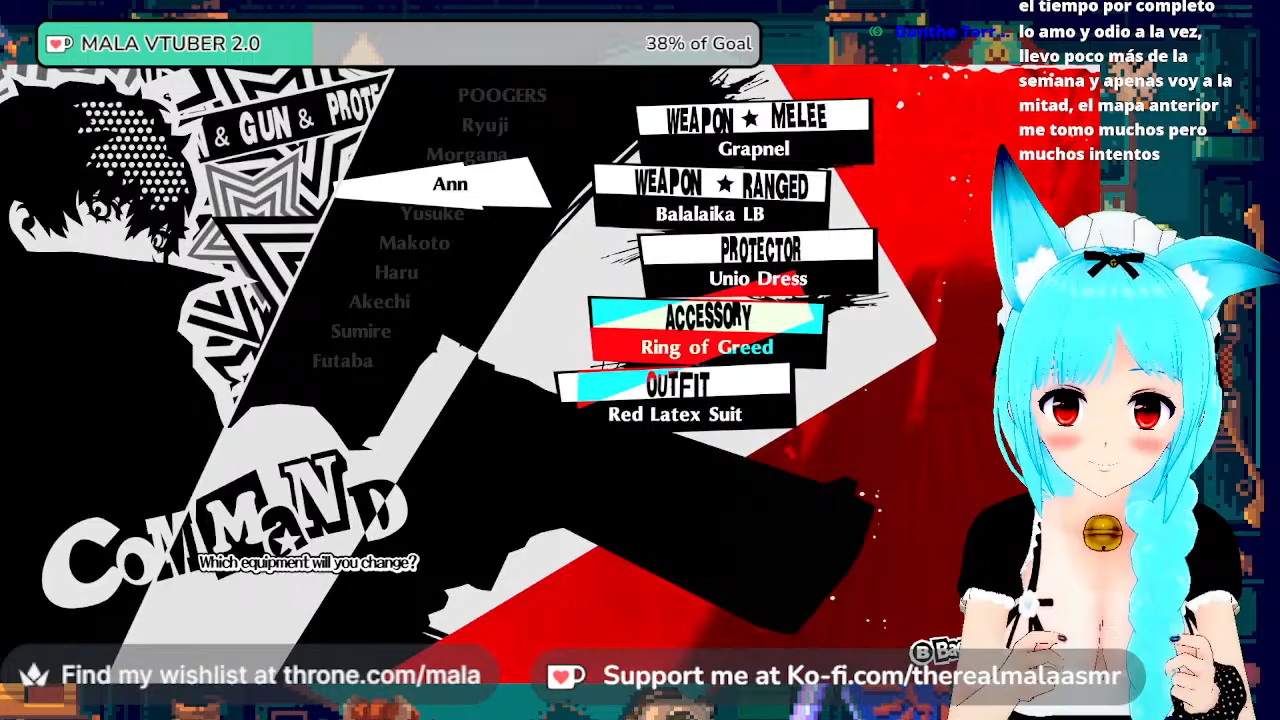 MALA VTUBER 2.0
38% of Goal
Danthe Torr...
el tiempo por completo
lo amo y odio a la vez,
llevo poco más de la
semana y apenas voy a la
mitad, el mapa anterior
me tomo muchos pero
muchos intentos
& GUN & PROTE
POOGERS
Ryuji
Morgana
Ann
Yusuke
Makoto
Haru
Akechi
Sumire
Futaba
WEAPON ★ MELEE
Grapnel
WEAPON ★ RANGED
Balalaika LB
PROTECTOR
Unio Dress
ACCESSORY
Ring of Greed
OUTFIT
Red Latex Suit
COMMaND
Which equipment will you change?
B Ba
Find my wishlist at throne.com/mala
Support me at Ko-fi.com/therealmalaasmr